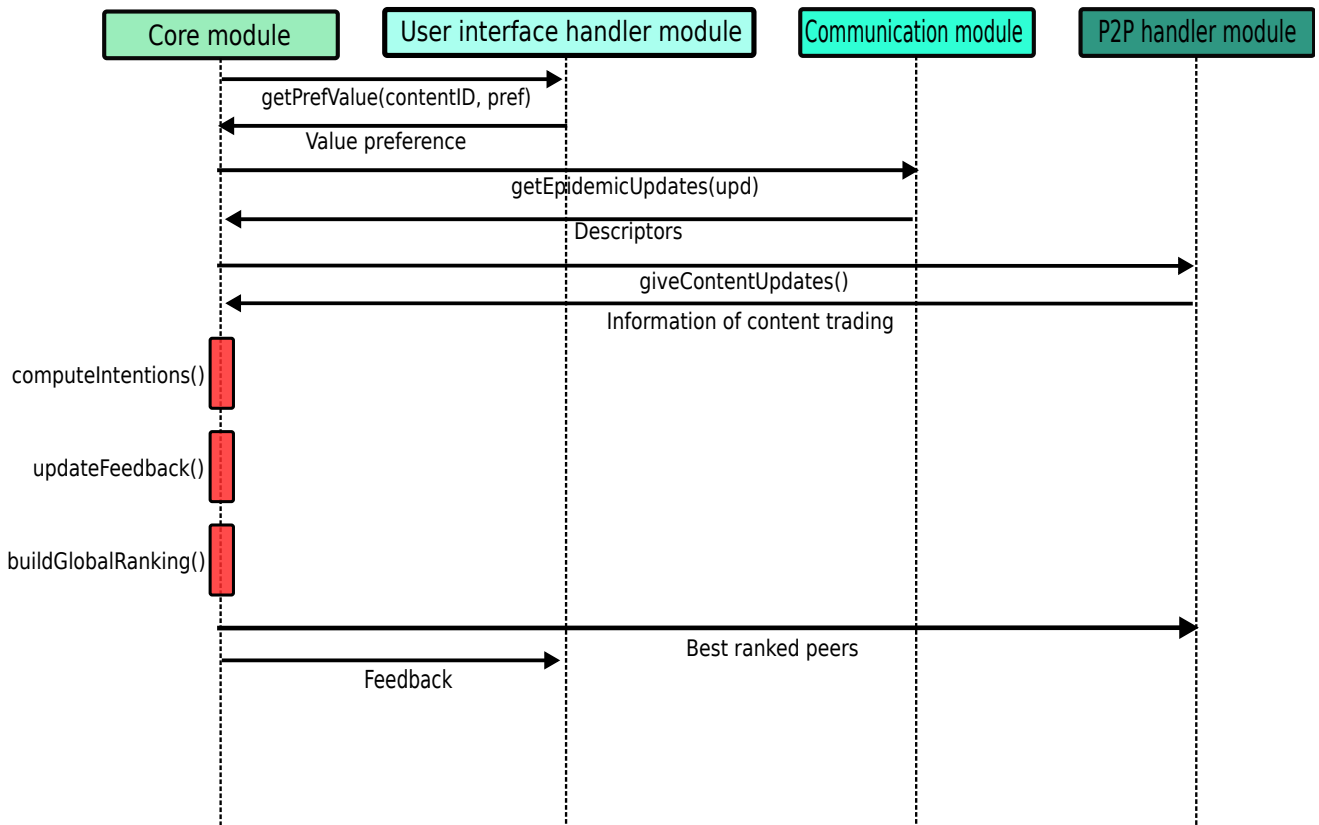 Core module
User interface handler module
Communication module
P2P handler module
getPrefValue(contentID, pref)
Value preference
getEpidemicUpdates(upd)
Descriptors
giveContentUpdates()
Information of content trading
computeIntentions()
updateFeedback()
buildGlobalRanking()
Best ranked peers
Feedback